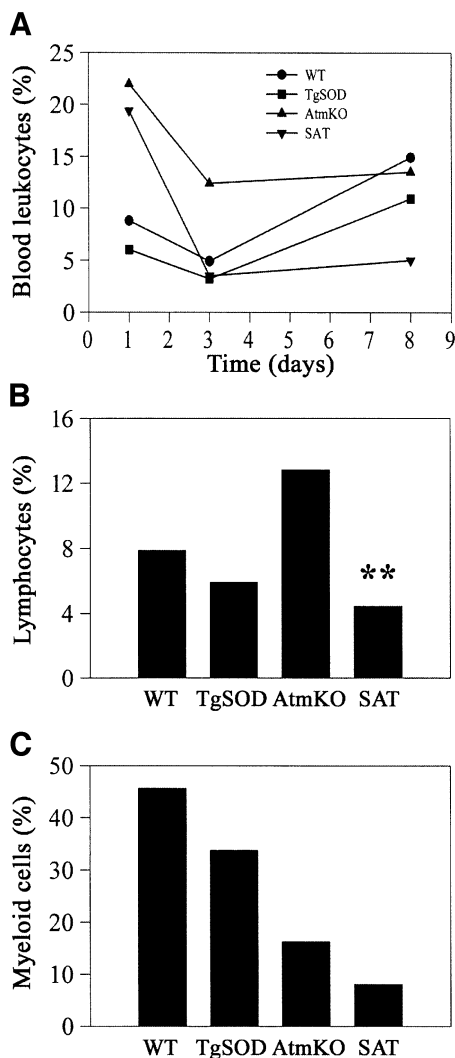 A
Blood leukocytes (%)
25
20
15
10
5
0
WT
TgSOD
AtmKO
SAT
0 1 2 3 4 5 6 7 8 9
Time (days)
B
Lymphocytes (%)
16
12
8
4
0
**
WT TgSOD AtmKO SAT
C
Myeloid cells (%)
50
40
30
20
10
0
WT TgSOD AtmKO SAT